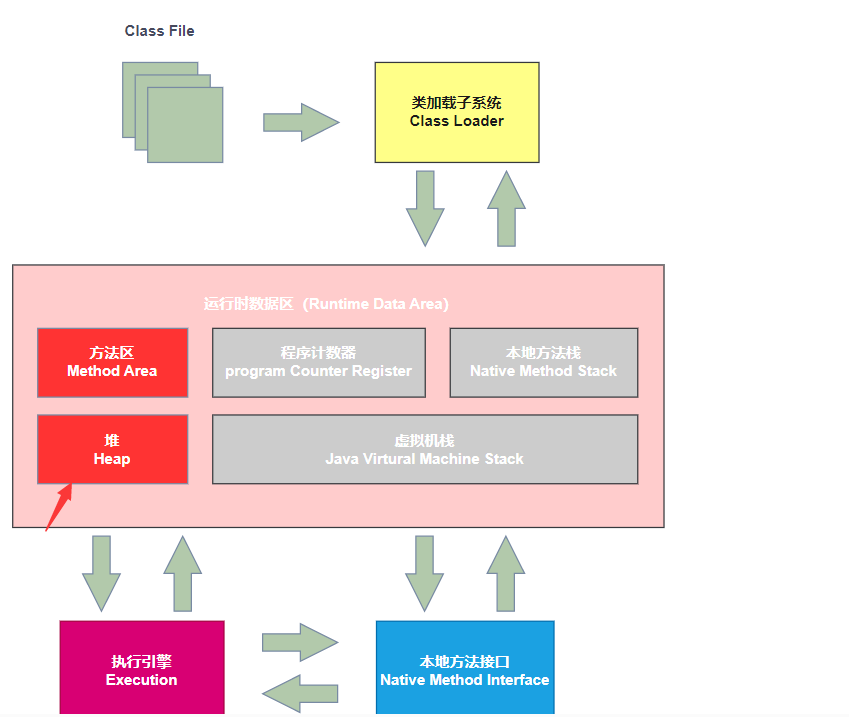 Class File
类加载子系统
Class Loader
运行时数据区（Runtime Data Area）
方法区
Method Area
程序计数器
program Counter Register
本地方法栈
Native Method Stack
堆
Heap
虚拟机栈
Java Virtural Machine Stack
执行引擎
Execution
本地方法接口
Native Method Interface